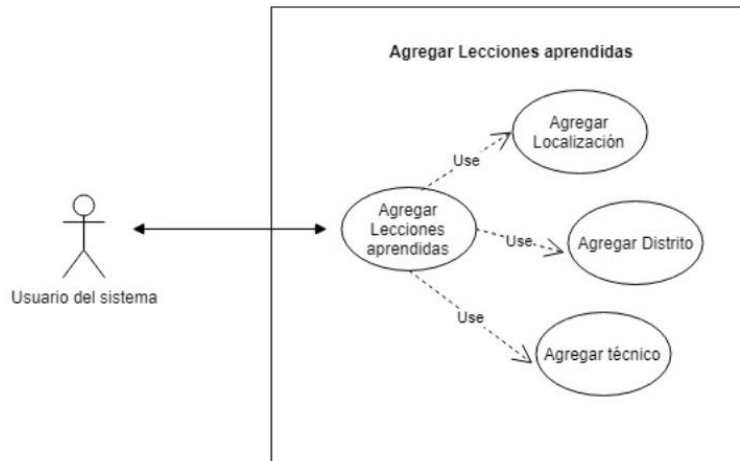 Agregar Lecciones aprendidas
Agregar
Localización
Use
Agregar
Lecciones
aprendidas
Use
Agregar Distrito
Usuario del sistema
Use
Agregar técnico